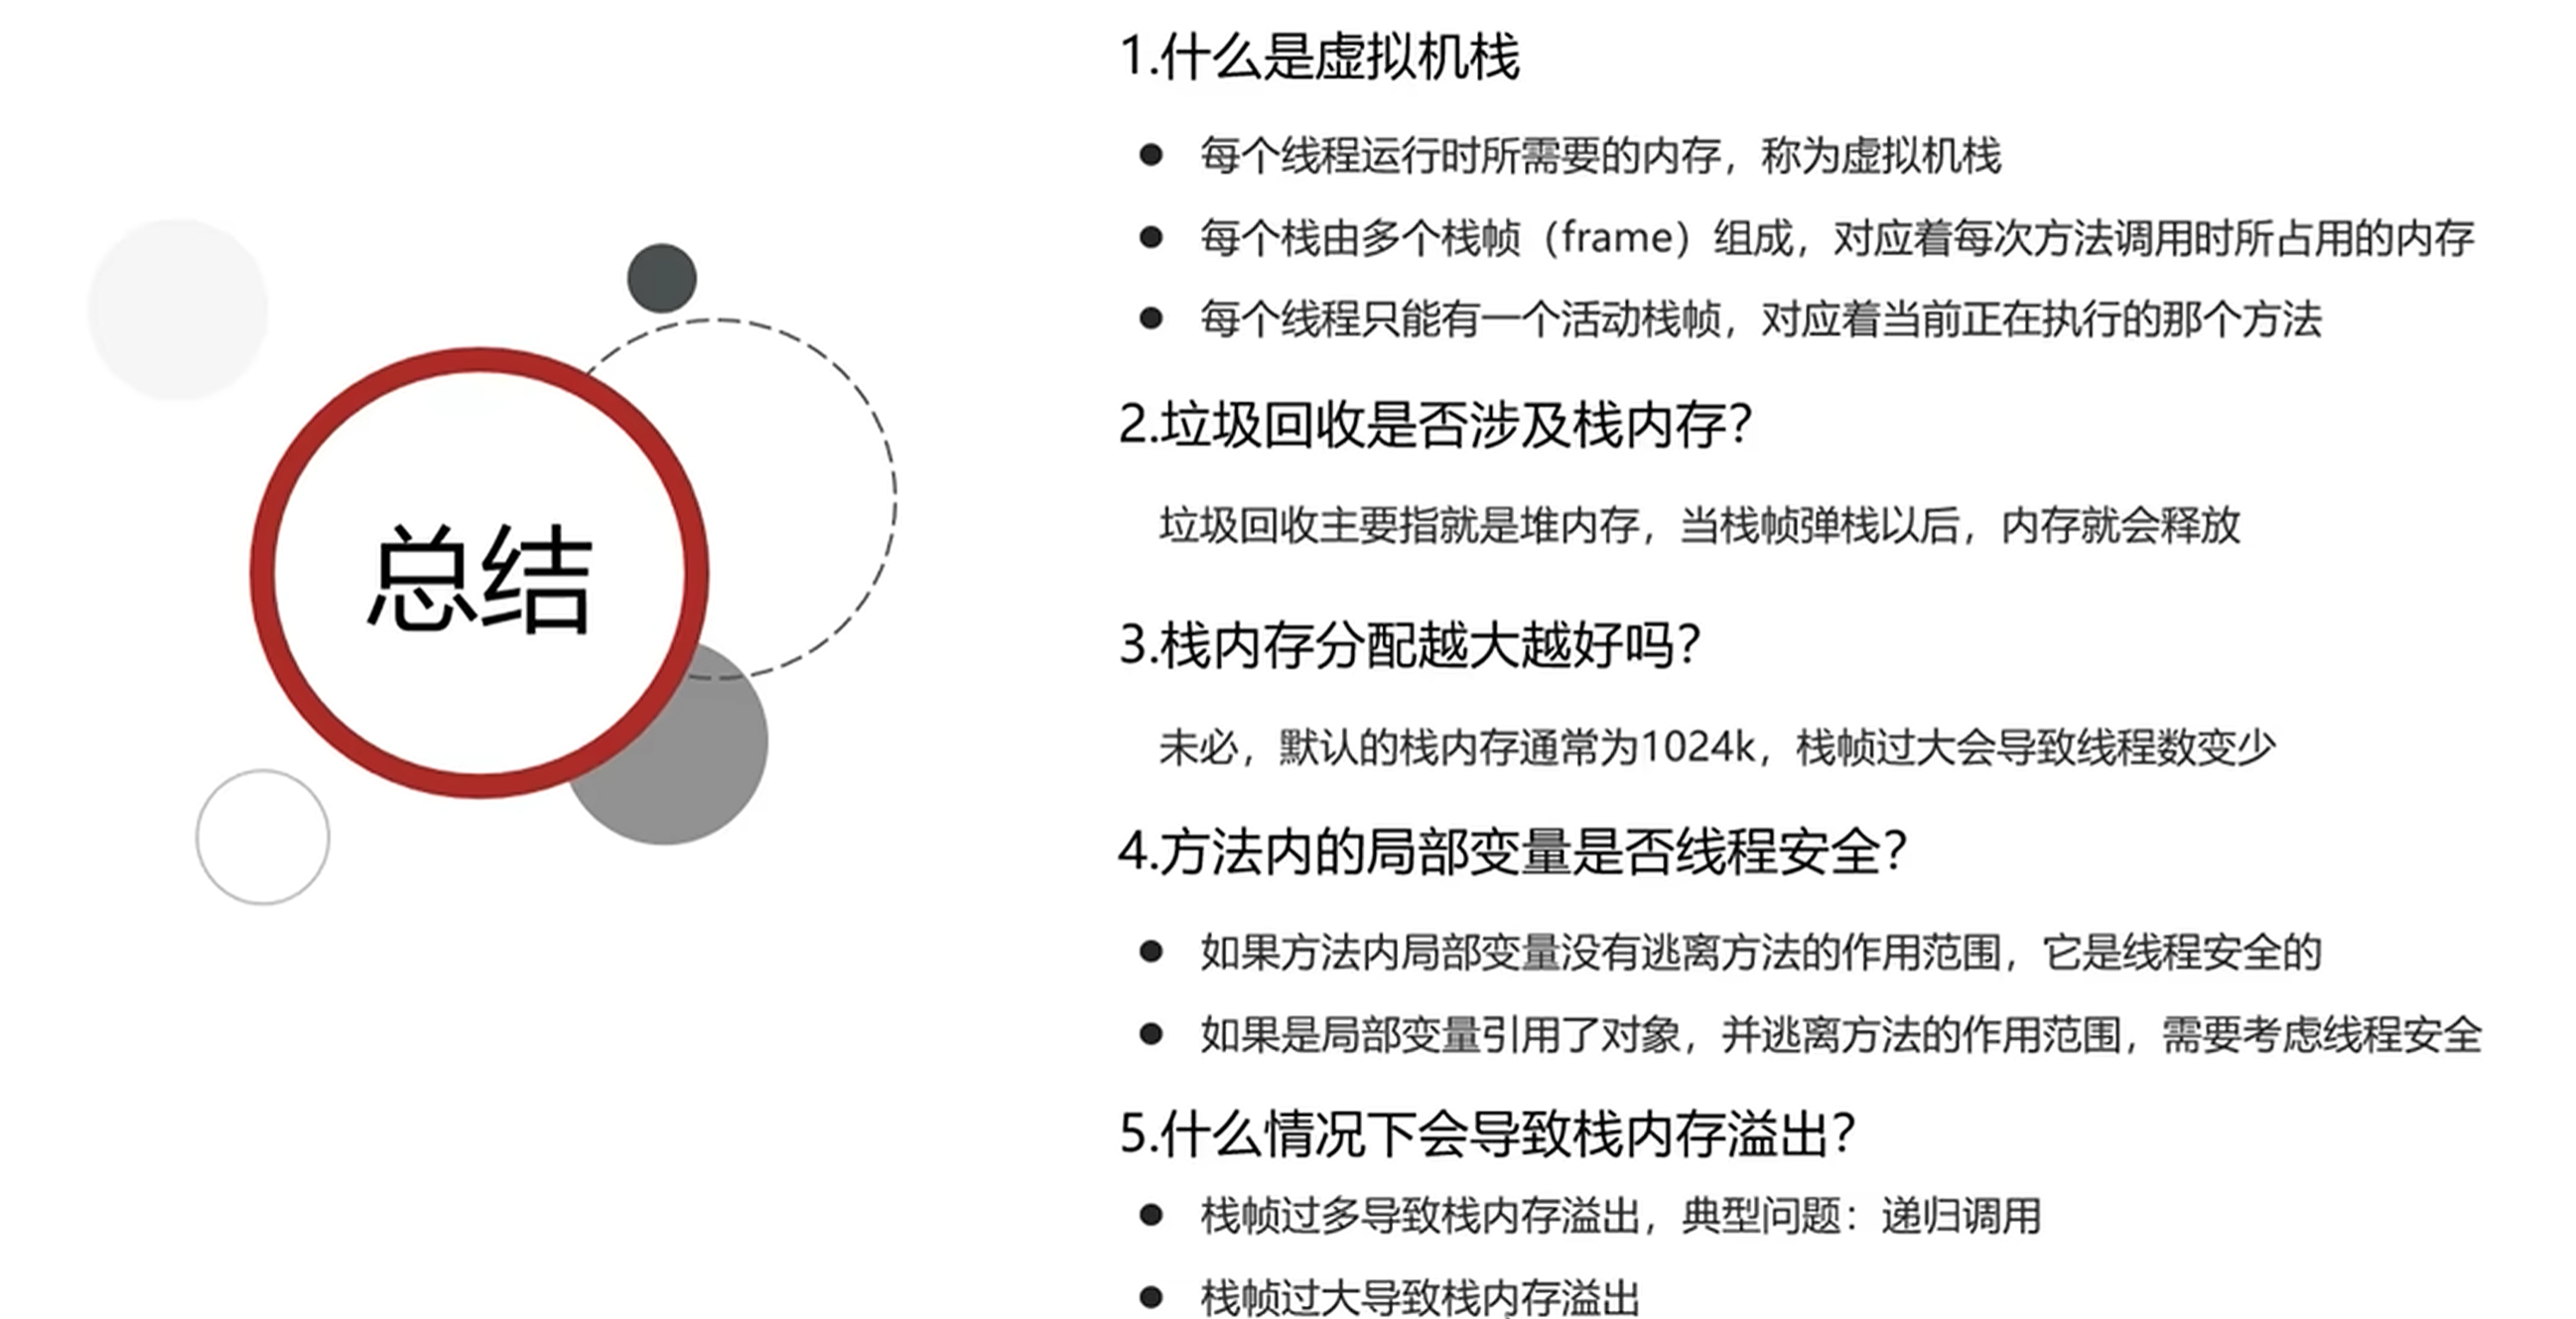 总结
1.什么是虚拟机栈
● 每个线程运行时所需要的内存，称为虚拟机栈
● 每个栈由多个栈帧（frame）组成，对应着每次方法调用时所占用的内存
● 每个线程只能有一个活动栈帧，对应着当前正在执行的那个方法
2.垃圾回收是否涉及栈内存？
垃圾回收主要指就是堆内存，当栈帧弹栈以后，内存就会释放
3.栈内存分配越大越好吗？
未必，默认的栈内存通常为1024k，栈帧过大会导致线程数变少
4.方法内的局部变量是否线程安全？
● 如果方法内局部变量没有逃离方法的作用范围，它是线程安全的
● 如果是局部变量引用了对象，并逃离方法的作用范围，需要考虑线程安全
5.什么情况下会导致栈内存溢出？
● 栈帧过多导致栈内存溢出，典型问题：递归调用
● 栈帧过大导致栈内存溢出